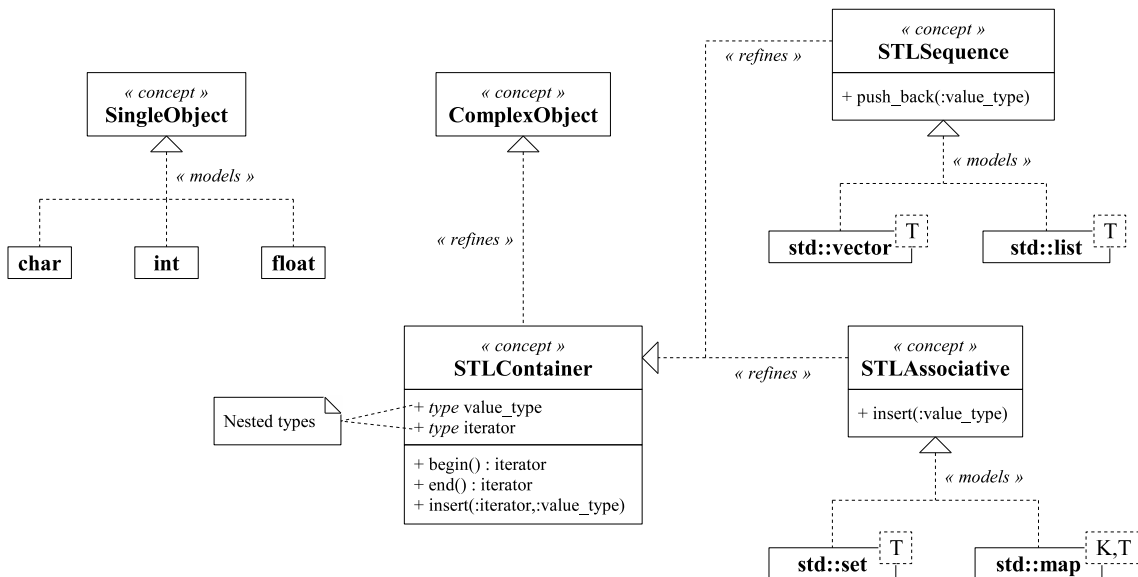 « concept »
STLSequence
+ push_back(:value_type)
« refines »
« concept »
SingleObject
« concept »
ComplexObject
« models »
« models »
char
int
float
« refines »
std::vector
T
std::list
T
« concept »
STLContainer
+ type value_type
+ type iterator
+ begin() : iterator
+ end() : iterator
+ insert(:iterator,:value_type)
Nested types
« refines »
« concept »
STLAssociative
+ insert(:value_type)
« models »
std::set
T
std::map
K,T